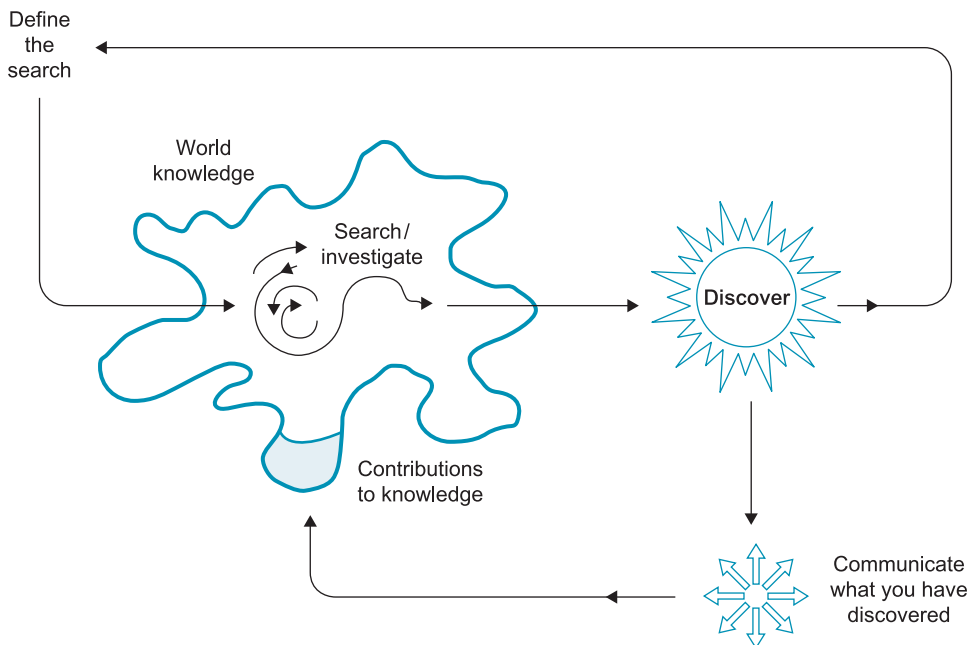 Define
the
search
World
knowledge
Search/
investigate
Discover
Contributions
to knowledge
Communicate
what you have
discovered